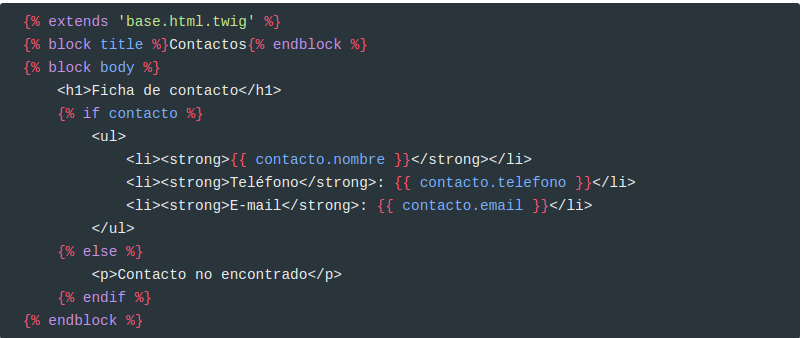 {% extends 'base.html.twig' %}
{% block title %}Contactos{% endblock %}
{% block body %}
    <h1>Ficha de contacto</h1>
    {% if contacto %}
        <ul>
            <li><strong>{{ contacto.nombre }}</strong></li>
            <li><strong>Teléfono</strong>: {{ contacto.telefono }}</li>
            <li><strong>E-mail</strong>: {{ contacto.email }}</li>
        </ul>
    {% else %}
        <p>Contacto no encontrado</p>
    {% endif %}
{% endblock %}